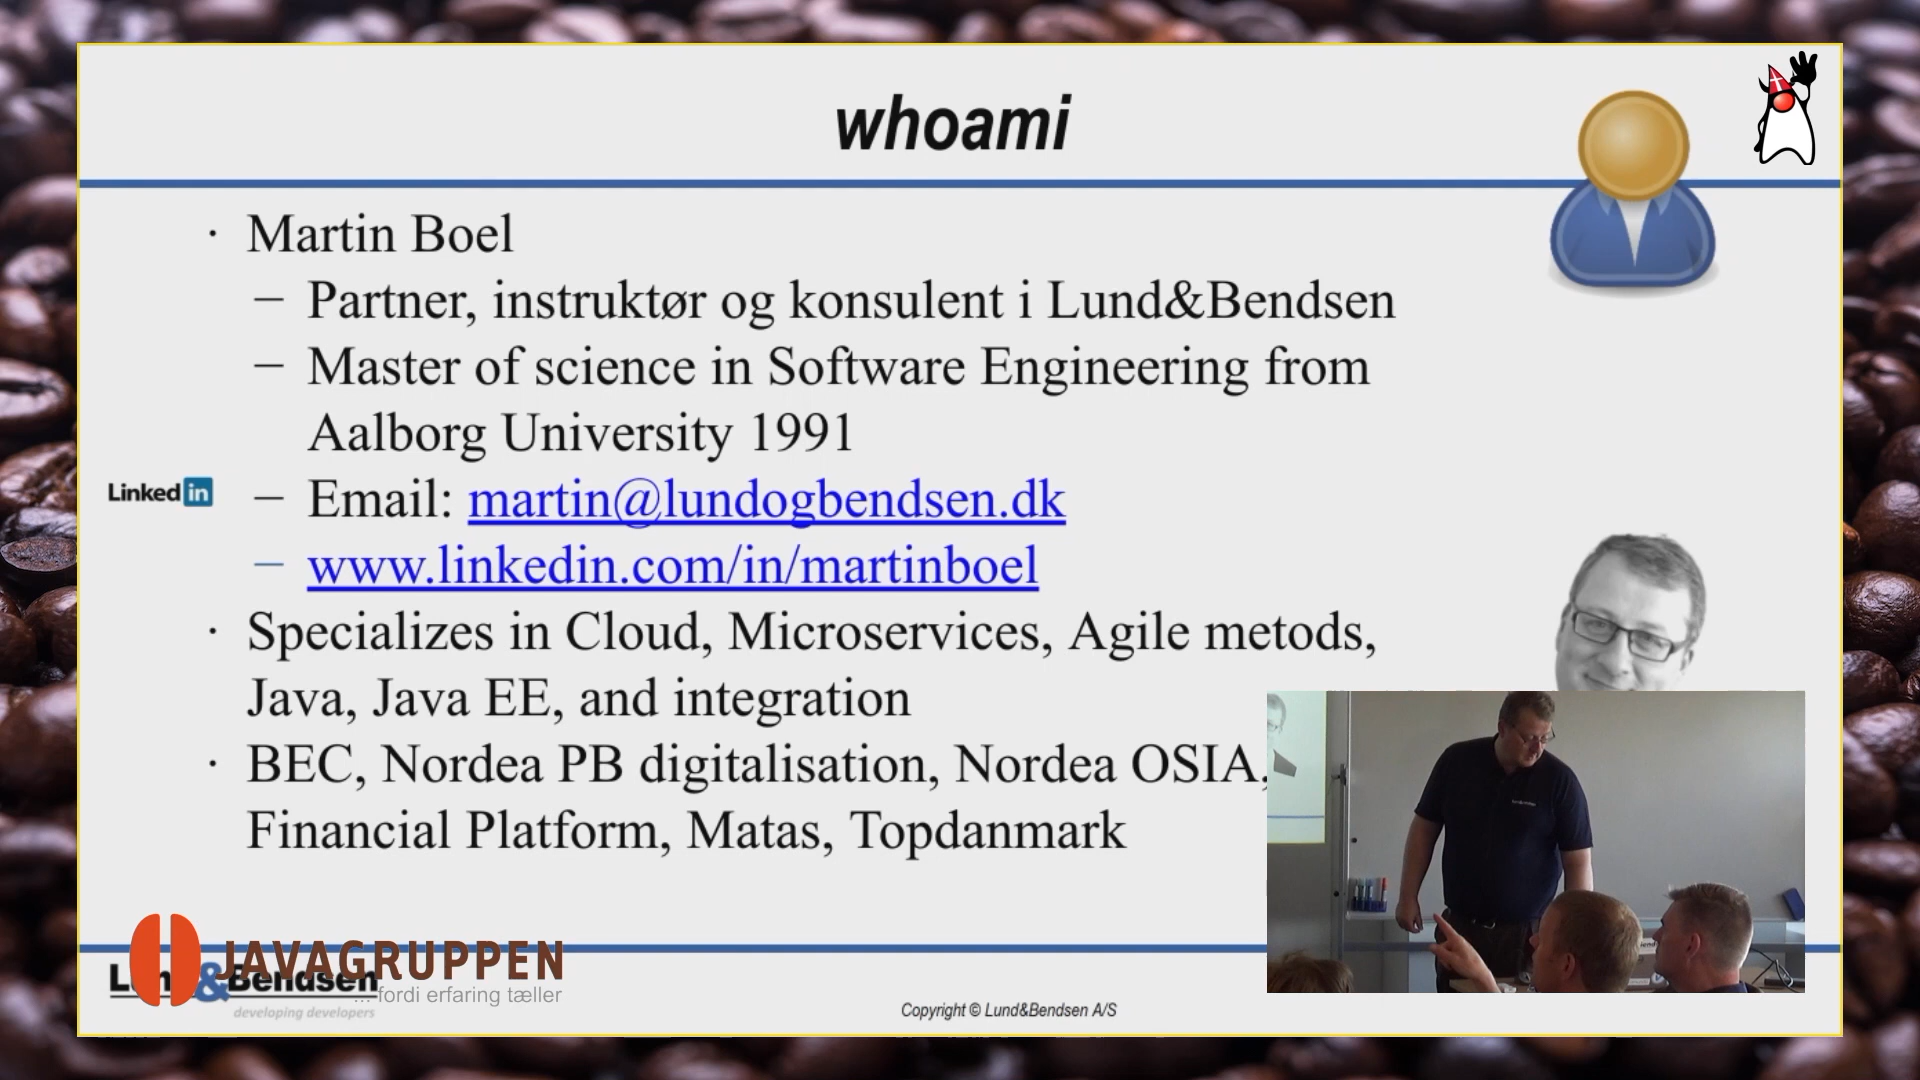 whoami
· Martin Boel
– Partner, instruktør og konsulent i Lund&Bendsen
– Master of science in Software Engineering from
Aalborg University 1991
Linked in
– Email: martin@lundogbendsen.dk
– www.linkedin.com/in/martinboel
· Specializes in Cloud, Microservices, Agile metods,
Java, Java EE, and integration
· BEC, Nordea PB digitalisation, Nordea OSIA,
Financial Platform, Matas, Topdanmark
JAVAGRUPPEN
&Bendsen
... fordi erfaring tæller
developing developers
Copyright © Lund&Bendsen A/S